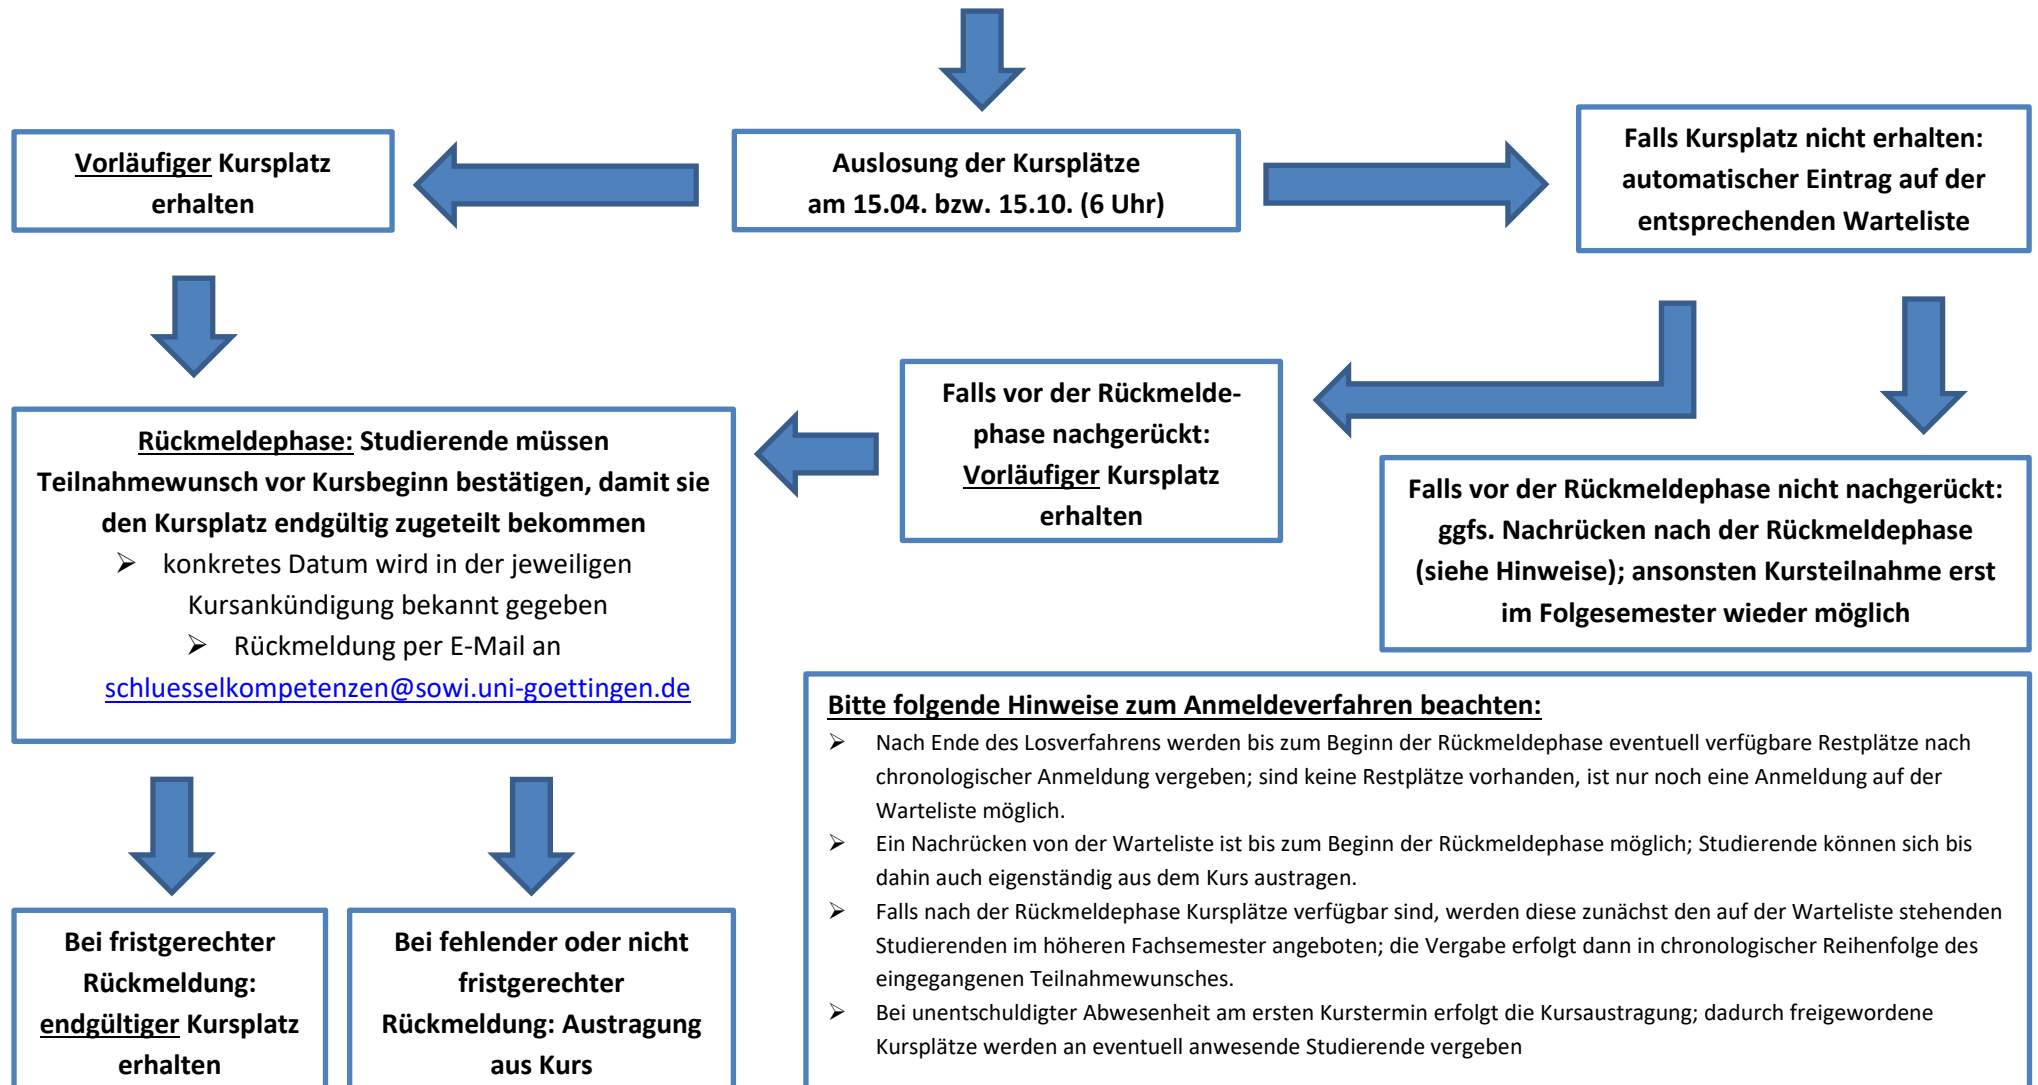 Vorläufiger Kursplatz
erhalten
Auslosung der Kursplätze
am 15.04. bzw. 15.10. (6 Uhr)
Falls Kursplatz nicht erhalten:
automatischer Eintrag auf der
entsprechenden Warteliste
Falls vor der Rückmelde-
phase nachgerückt:
Vorläufiger Kursplatz
erhalten
Rückmeldephase: Studierende müssen
Teilnahmewunsch vor Kursbeginn bestätigen, damit sie
den Kursplatz endgültig zugeteilt bekommen
➢ konkretes Datum wird in der jeweiligen
Kursankündigung bekannt gegeben
➢ Rückmeldung per E-Mail an
schluesselkompetenzen@sowi.uni-goettingen.de
Falls vor der Rückmeldephase nicht nachgerückt:
ggfs. Nachrücken nach der Rückmeldephase
(siehe Hinweise); ansonsten Kursteilnahme erst
im Folgesemester wieder möglich
Bitte folgende Hinweise zum Anmeldeverfahren beachten:
➢ Nach Ende des Losverfahrens werden bis zum Beginn der Rückmeldephase eventuell verfügbare Restplätze nach
chronologischer Anmeldung vergeben; sind keine Restplätze vorhanden, ist nur noch eine Anmeldung auf der
Warteliste möglich.
➢ Ein Nachrücken von der Warteliste ist bis zum Beginn der Rückmeldephase möglich; Studierende können sich bis
dahin auch eigenständig aus dem Kurs austragen.
➢ Falls nach der Rückmeldephase Kursplätze verfügbar sind, werden diese zunächst den auf der Warteliste stehenden
Studierenden im höheren Fachsemester angeboten; die Vergabe erfolgt dann in chronologischer Reihenfolge des
eingegangenen Teilnahmewunsches.
➢ Bei unentschuldigter Abwesenheit am ersten Kurstermin erfolgt die Kursaustragung; dadurch freigewordene
Kursplätze werden an eventuell anwesende Studierende vergeben
Bei fristgerechter
Rückmeldung:
endgültiger Kursplatz
erhalten
Bei fehlender oder nicht
fristgerechter
Rückmeldung: Austragung
aus Kurs